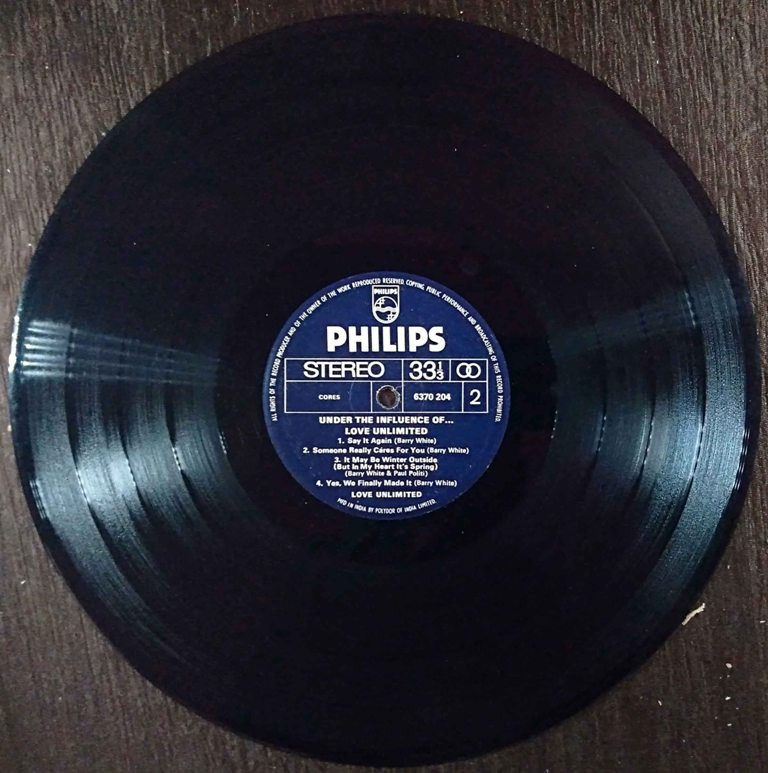 ALL RIGHTS OF THE RECORD PRODUCER AND OF THE OWNER OF THE WORK REPRODUCED RESERVED COPYING PUBLIC PERFORMANCE AND BROADCASTING OF THIS RECORD PROHIBITED.
PHILIPS
PHILIPS
STEREO 33⅓
CORES 6370 204 2
UNDER THE INFLUENCE OF...
LOVE UNLIMITED
1. Say It Again (Barry White)
2. Someone Really Cares For You (Barry White)
3. It May Be Winter Outside
(But In My Heart It's Spring)
(Barry White & Paul Politi)
4. Yes, We Finally Made It (Barry White)
LOVE UNLIMITED
MFD IN INDIA BY POLYDOR OF INDIA LIMITED.